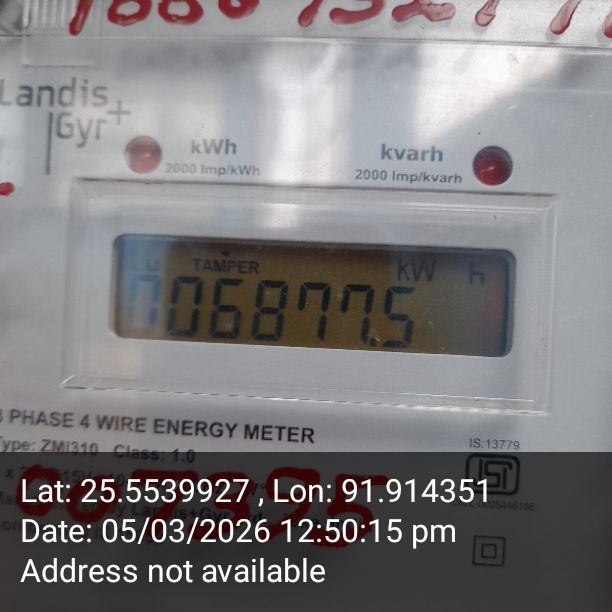 Landis
Gyr+
kWh
2000 Imp/kWh
kvarh
2000 Imp/kvarh
TAMPER
kW h
006877.5
3 PHASE 4 WIRE ENERGY METER
Type: ZMI310 Class: 1.0
IS:13779
Lat: 25.5539927 , Lon: 91.914351
Date: 05/03/2026 12:50:15 pm
Address not available